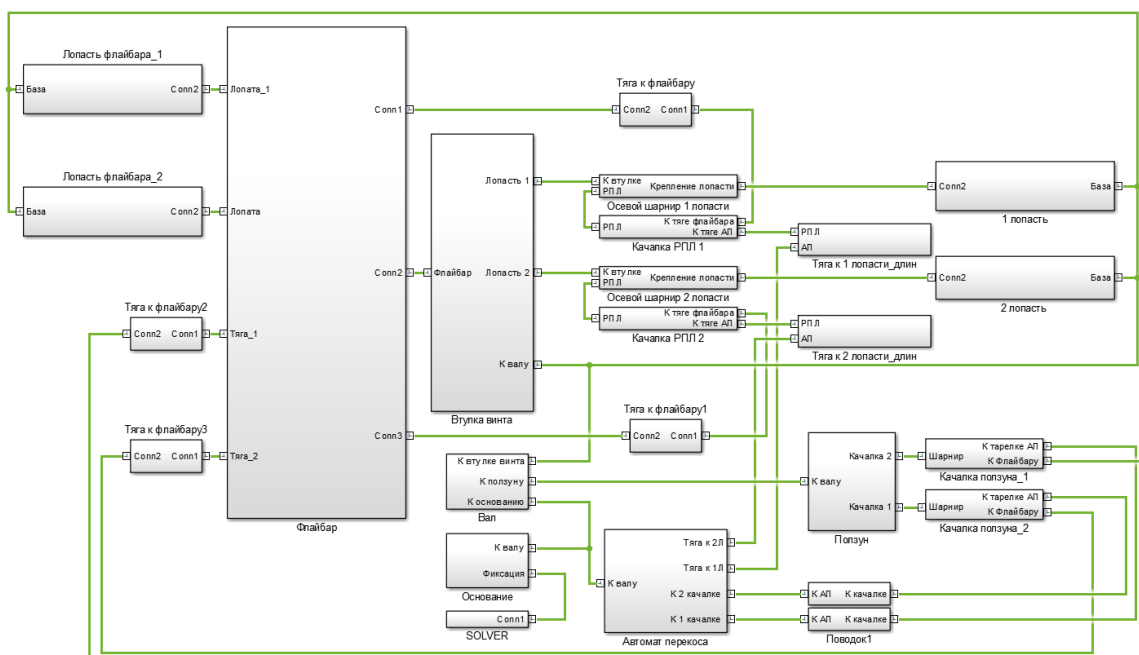 Лопасть флайбара_1
База
Conn2
Лопата_1
Conn1
Лопасть флайбара_2
База
Conn2
Лопата
Conn2
Тяга к флайбару2
Conn2
Conn1
Тяга_1
Тяга к флайбару3
Conn2
Conn1
Тяга_2
Conn3
Флайбар
Тяга к флайбару
Conn2
Conn1
Лопасть 1
Флайбар
Лопасть 2
К валу
Втулка винта
К втулке
РПЛ
Крепление лопасти
Осевой шарнир 1 лопасти
РПЛ
К тяге флайбара
К тяге АП
Качалка РПЛ 1
К втулке
РПЛ
Крепление лопасти
Осевой шарнир 2 лопасти
РПЛ
К тяге флайбара
К тяге АП
Качалка РПЛ 2
РПЛ
АП
Тяга к 1 лопасти_длин
РПЛ
АП
Тяга к 2 лопасти_длин
Conn2
База
1 лопасть
Conn2
База
2 лопасть
Тяга к флайбару1
Conn2
Conn1
К втулке винта
К ползуну
К основанию
Вал
К валу
Фиксация
Основание
Conn1
SOLVER
Тяга к 2Л
Тяга к 1Л
К валу
К 2 качалке
К 1 качалке
Автомат перекоса
К АП
К качалке
К АП
К качалке
Поводок1
Качалка 2
К валу
Качалка 1
Ползун
Шарнир
К тарелке АП
К Флайбару
Качалка ползуна_1
Шарнир
К тарелке АП
К Флайбару
Качалка ползуна_2